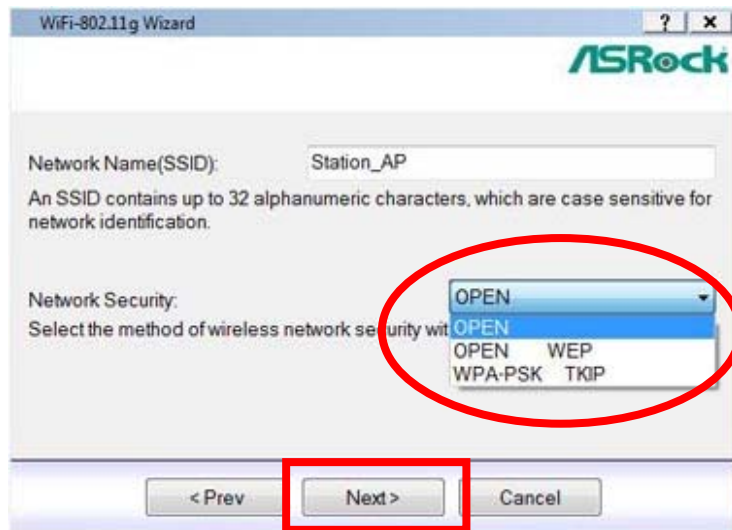 WiFi-802.11g Wizard
? x
ASRock
Network Name(SSID): Station_AP
An SSID contains up to 32 alphanumeric characters, which are case sensitive for
network identification.
Network Security: OPEN
Select the method of wireless network security wit
OPEN
OPEN WEP
WPA-PSK TKIP
< Prev Next > Cancel